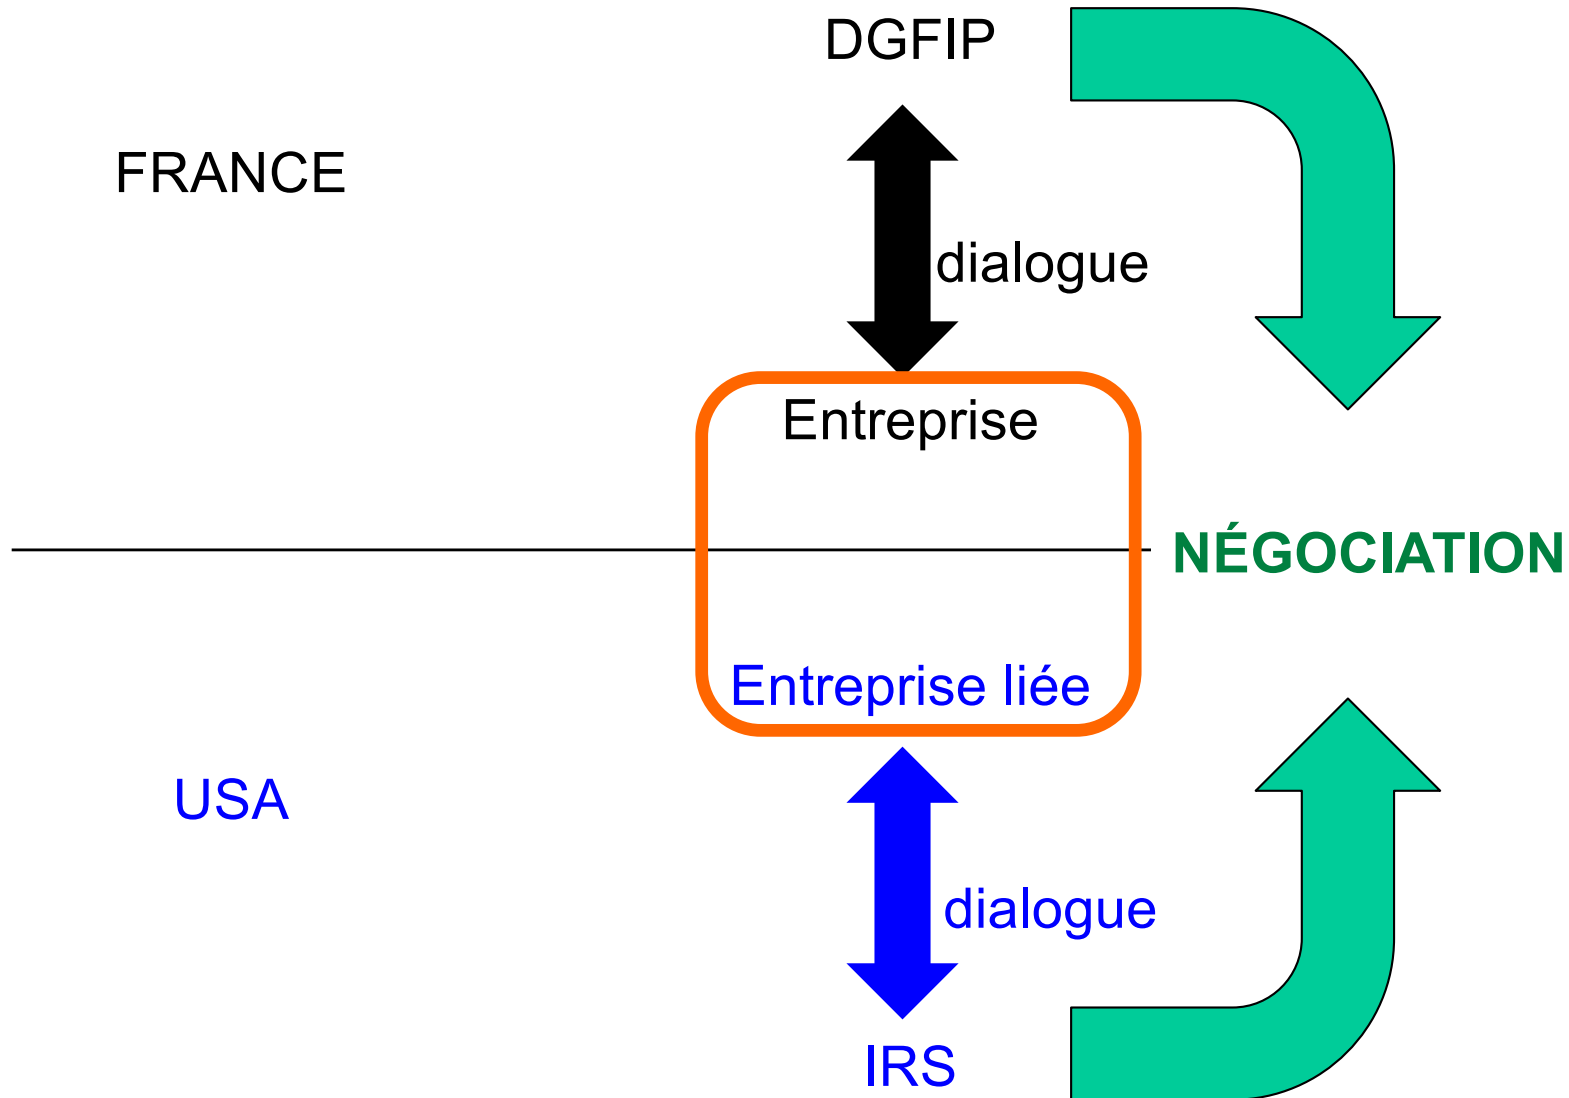 DGFIP
FRANCE
dialogue
Entreprise
NÉGOCIATION
Entreprise liée
USA
dialogue
IRS